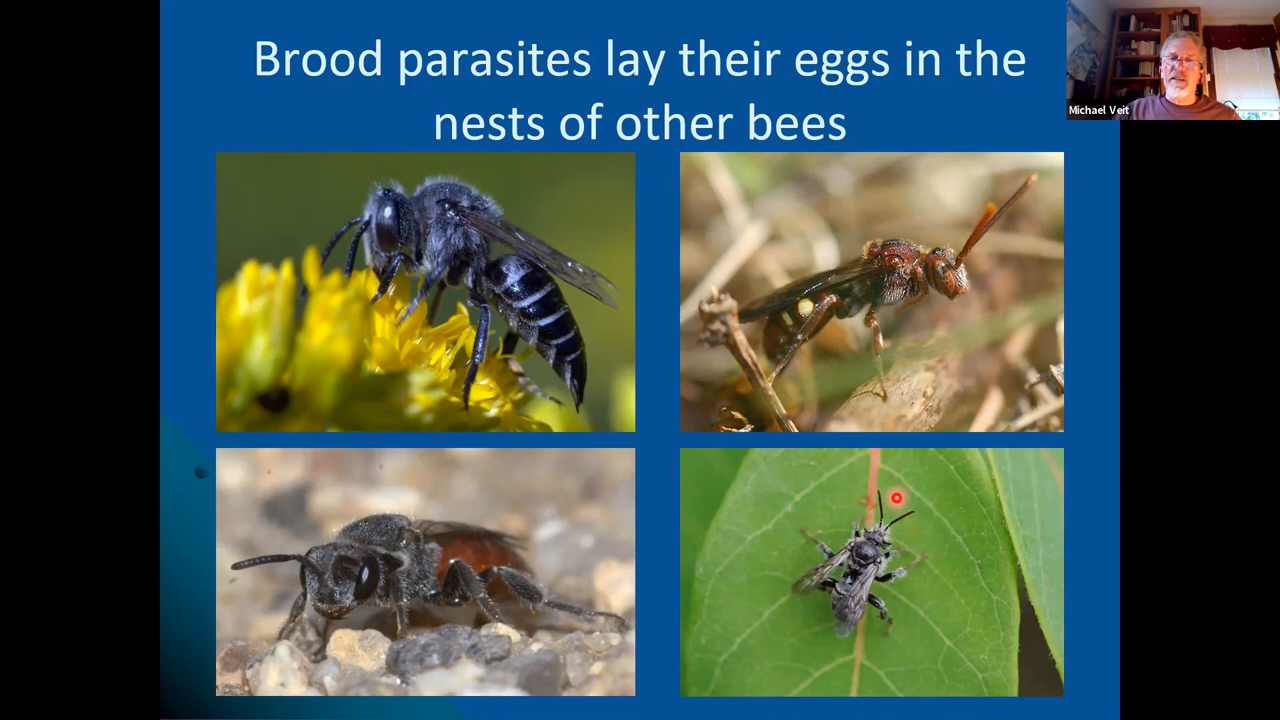 Brood parasites lay their eggs in the
nests of other bees
Michael Veit